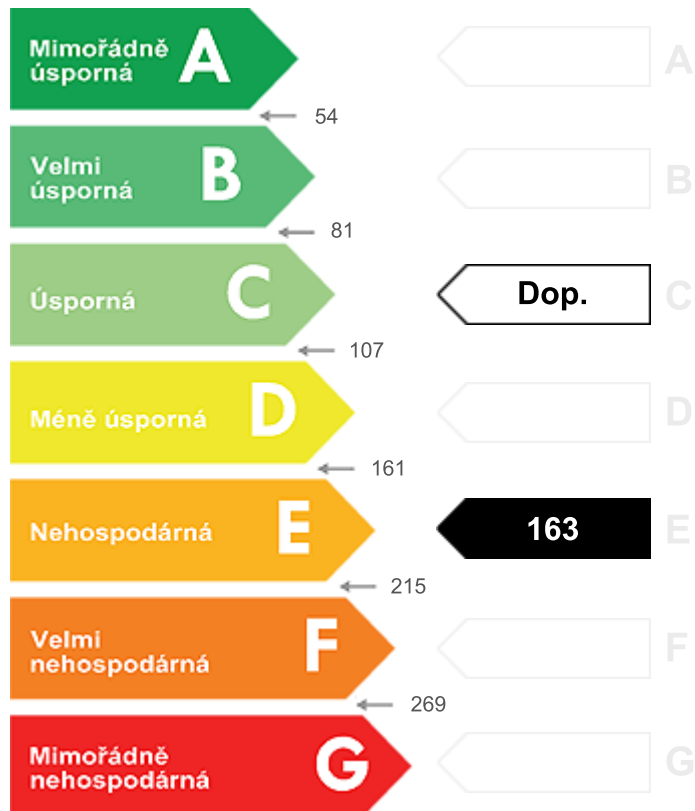 Mimořádně
úsporná
A
A
54
Velmi
úsporná
B
B
81
Úsporná
C
Dop.
C
107
Méně úsporná
D
D
161
Nehospodárná
E
163
E
215
Velmi
nehospodárná
F
F
269
Mimořádně
nehospodárná
G
G